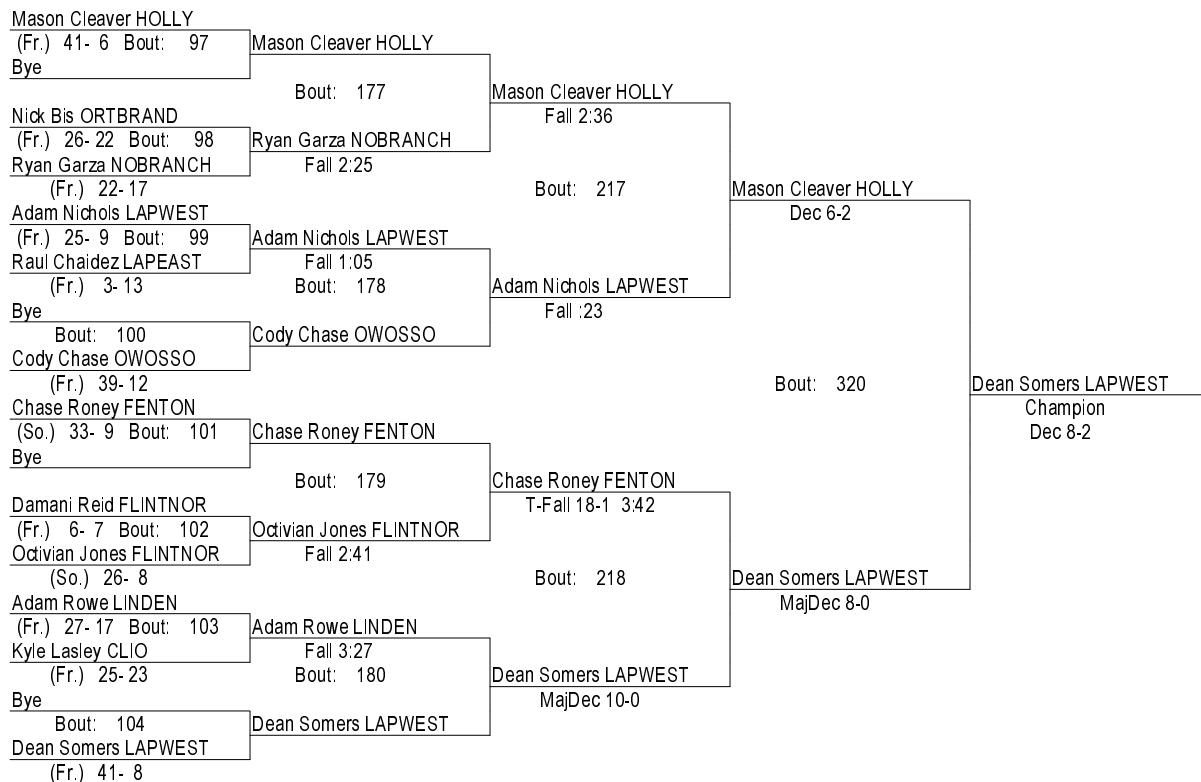 Mason Cleaver HOLLY
(Fr.) 41- 6 Bout: 97
Bye
Nick Bis ORTBRAND
(Fr.) 26- 22 Bout: 98
Ryan Garza NOBRANCH
(Fr.) 22- 17
Adam Nichols LAPWEST
(Fr.) 25- 9 Bout: 99
Raul Chaidez LAPEAST
(Fr.) 3- 13
Bye
Bout: 100
Cody Chase OWOSSO
(Fr.) 39- 12
Chase Roney FENTON
(So.) 33- 9 Bout: 101
Bye
Damani Reid FLINTNOR
(Fr.) 6- 7 Bout: 102
Octivian Jones FLINTNOR
(So.) 26- 8
Adam Rowe LINDEN
(Fr.) 27- 17 Bout: 103
Kyle Lasley CLIO
(Fr.) 25- 23
Bye
Bout: 104
Dean Somers LAPWEST
(Fr.) 41- 8
Mason Cleaver HOLLY
Bout: 177
Ryan Garza NOBRANCH
Fall 2:25
Adam Nichols LAPWEST
Fall 1:05
Bout: 178
Cody Chase OWOSSO
Chase Roney FENTON
Bout: 179
Octivian Jones FLINTNOR
Fall 2:41
Adam Rowe LINDEN
Fall 3:27
Bout: 180
Dean Somers LAPWEST
Mason Cleaver HOLLY
Fall 2:36
Bout: 217
Adam Nichols LAPWEST
Fall :23
Chase Roney FENTON
T-Fall 18-1 3:42
Bout: 218
Dean Somers LAPWEST
MajDec 10-0
Mason Cleaver HOLLY
Dec 6-2
Bout: 320
Dean Somers LAPWEST
MajDec 8-0
Dean Somers LAPWEST
Champion
Dec 8-2